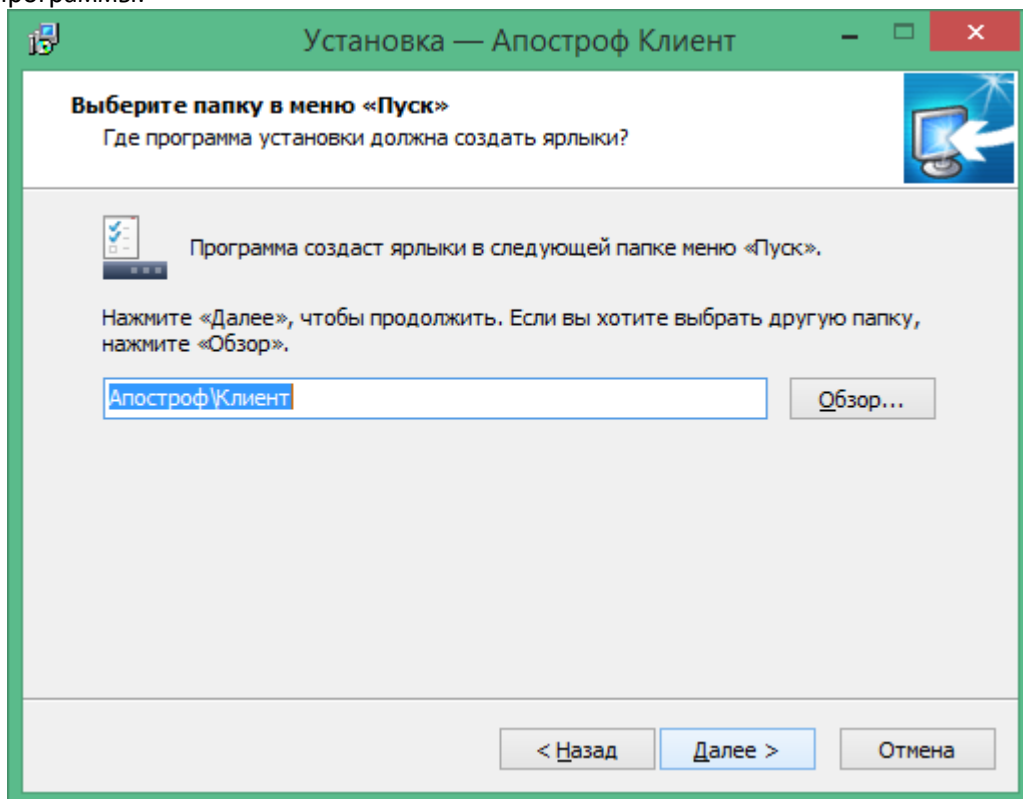 Установка — Апостроф Клиент
Выберите папку в меню «Пуск»
Где программа установки должна создать ярлыки?
Программа создаст ярлыки в следующей папке меню «Пуск».
Нажмите «Далее», чтобы продолжить. Если вы хотите выбрать другую папку,
нажмите «Обзор».
Апостроф\Клиент
Обзор...
< Назад
Далее >
Отмена